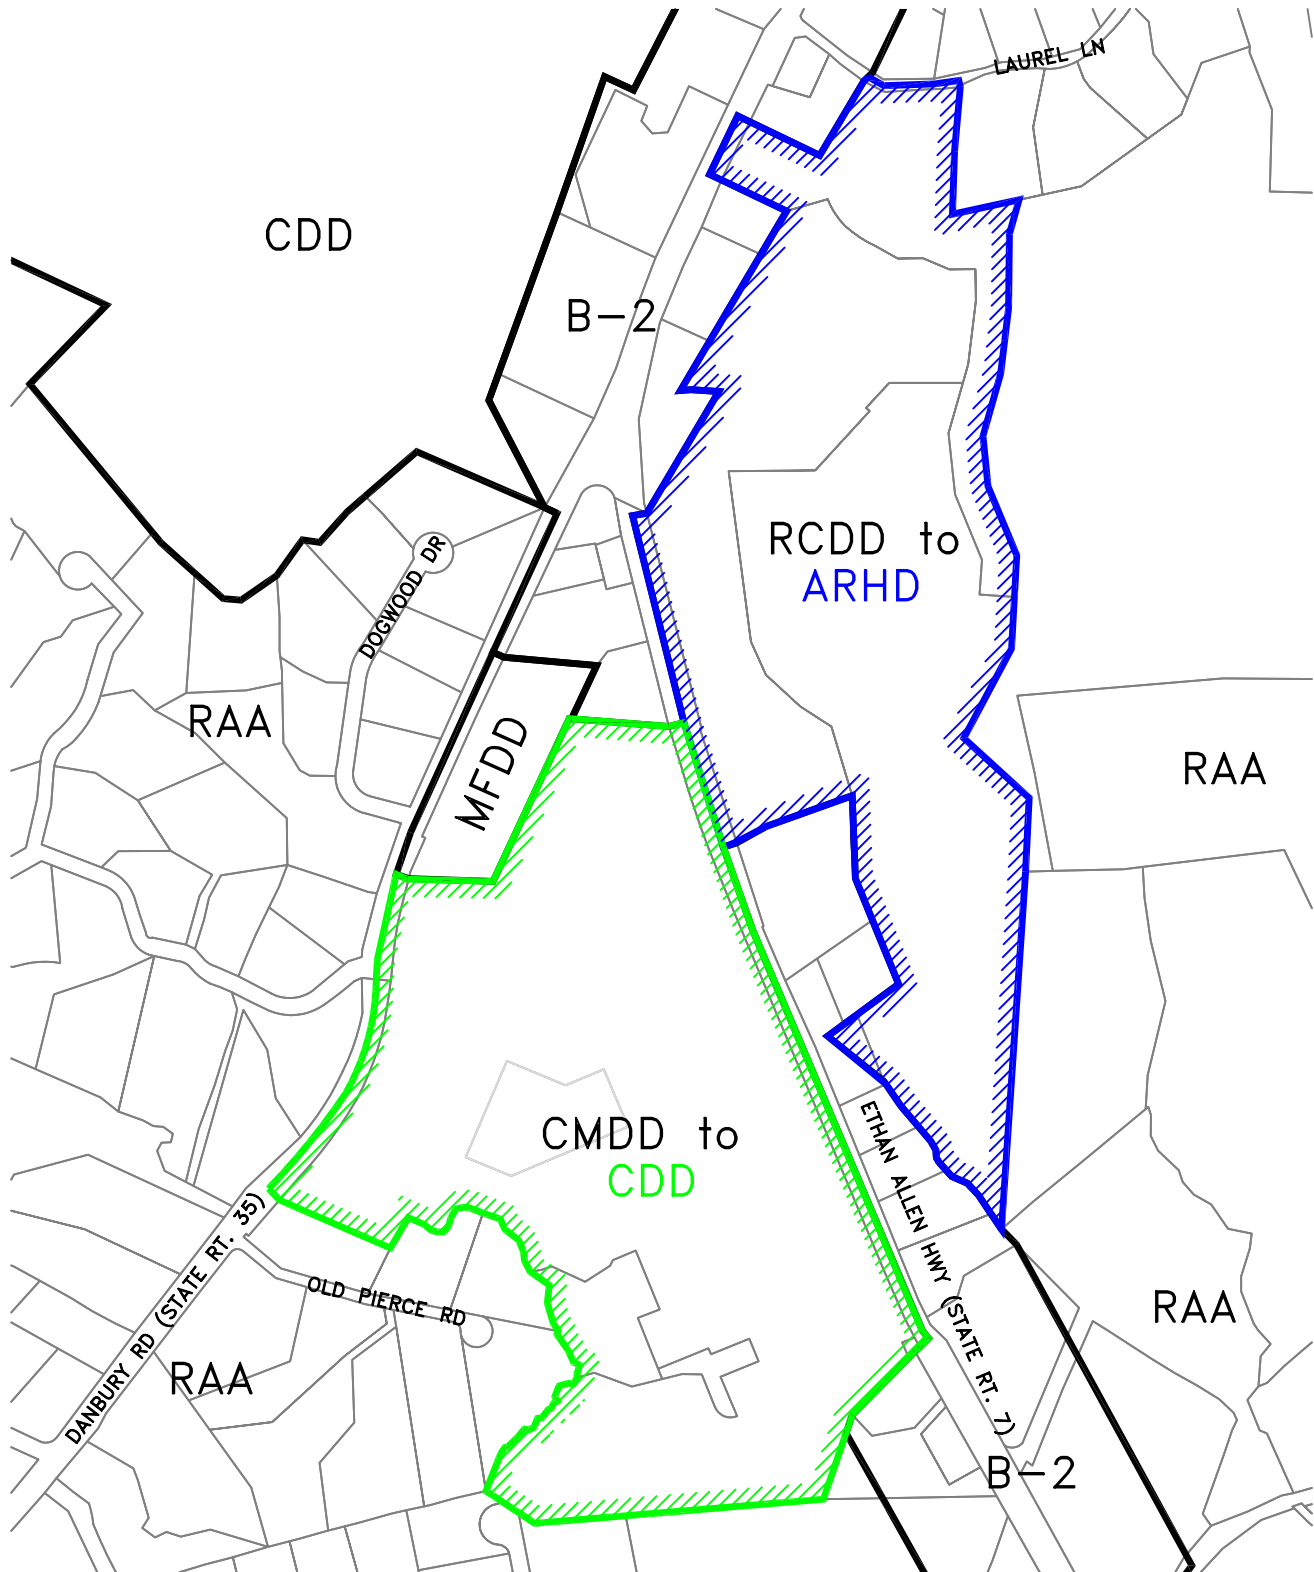 LAUREL LN
CDD
B-2
RCDD to
ARHD
DOGWOOD DR
RAA
MFDD
RAA
CMDD to
CDD
ETHAN ALLEN HWY (STATE RT. 7)
DANBURY RD (STATE RT. 35)
OLD PIERCE RD
RAA
RAA
B-2